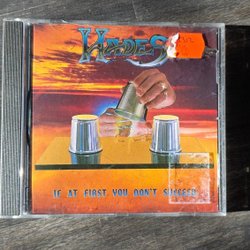 HADES
IF AT FIRST YOU DON'T SUCCEED